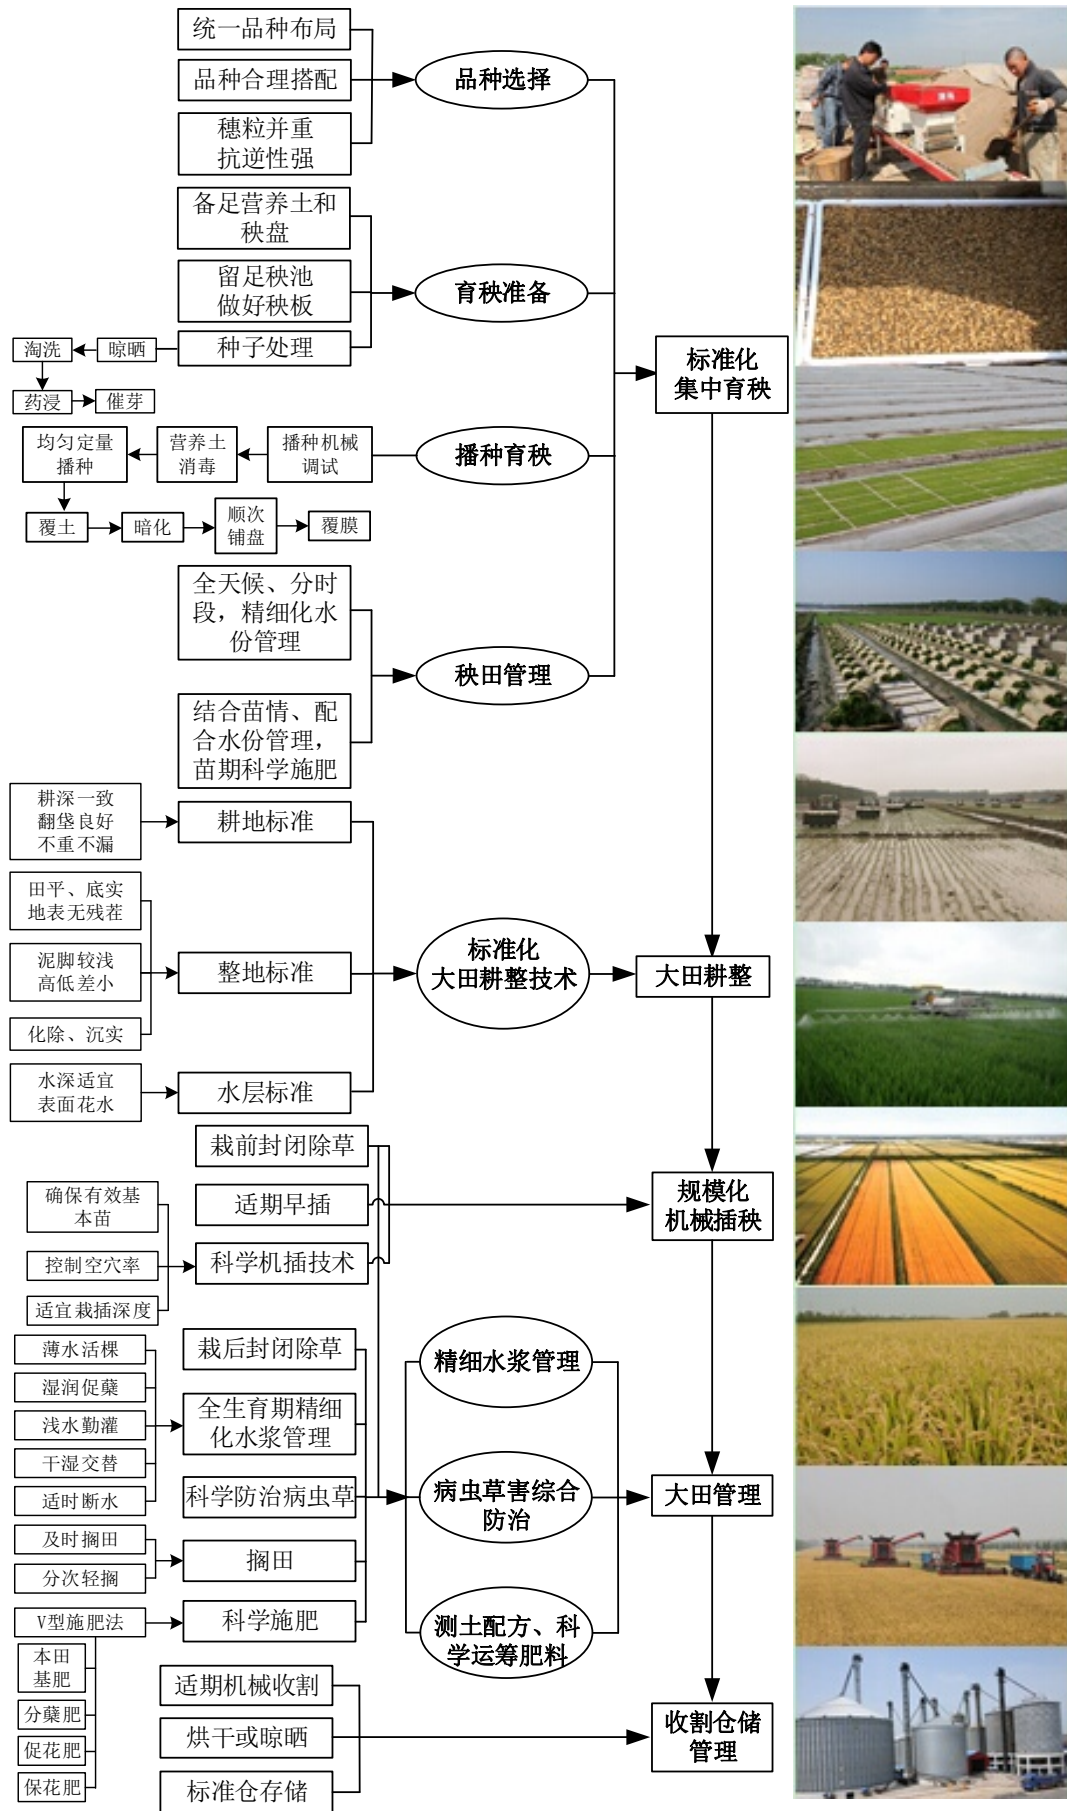 统一品种布局
品种合理搭配
穗粒并重
抗逆性强
品种选择
备足营养土和
秧盘
留足秧池
做好秧板
种子处理
育秧准备
晾晒
淘洗
药浸
催芽
标准化
集中育秧
播种育秧
播种机械
调试
营养土
消毒
均匀定量
播种
覆土
暗化
顺次
铺盘
覆膜
全天候、分时
段，精细化水
份管理
秧田管理
结合苗情、配
合水份管理，
苗期科学施肥
耕深一致
翻垡良好
不重不漏
耕地标准
田平、底实
地表无残茬
泥脚较浅
高低差小
化除、沉实
整地标准
标准化
大田耕整技术
大田耕整
水深适宜
表面花水
水层标准
栽前封闭除草
适期早插
规模化
机械插秧
确保有效基
本苗
控制空穴率
适宜栽插深度
科学机插技术
薄水活棵
湿润促蘖
浅水勤灌
干湿交替
适时断水
栽后封闭除草
全生育期精细
化水浆管理
科学防治病虫草
及时搁田
分次轻搁
搁田
V型施肥法
科学施肥
本田
基肥
分蘖肥
促花肥
保花肥
精细水浆管理
病虫草害综合
防治
测土配方、科
学运筹肥料
大田管理
适期机械收割
烘干或晾晒
标准仓存储
收割仓储
管理